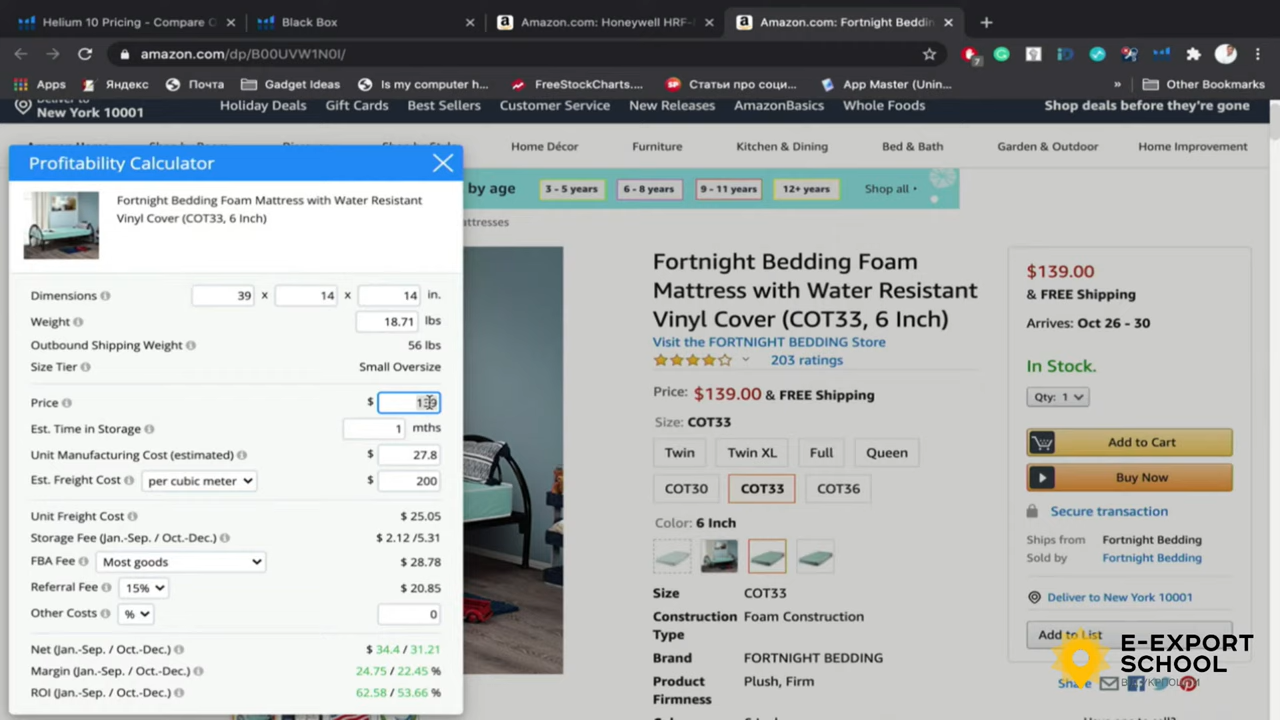 Helium 10 Pricing - Compare
Black Box
Amazon.com: Honeywell HRF-
Amazon.com: Fortnight Beddin
amazon.com/dp/B00UVW1N0I/
7
Apps
Яндекс
Почта
Gadget Ideas
Is my computer h...
FreeStockCharts....
Статьи про соци...
App Master (Unin...
»
Other Bookmarks
New York 10001
Holiday Deals
Gift Cards
Best Sellers
Customer Service
New Releases
AmazonBasics
Whole Foods
Shop deals before they're gone
Home Décor
Furniture
Kitchen & Dining
Bed & Bath
Garden & Outdoor
Home Improvement
by age
3 - 5 years
6 - 8 years
9 - 11 years
12+ years
Shop all
Profitability Calculator
Fortnight Bedding Foam Mattress with Water Resistant
Vinyl Cover (COT33, 6 Inch)
Dimensions 39 x 14 x 14 in.
Weight 18.71 lbs
Outbound Shipping Weight 56 lbs
Size Tier Small Oversize
Price $
Est. Time in Storage 1 mths
Unit Manufacturing Cost (estimated) $ 27.8
Est. Freight Cost per cubic meter $ 200
Unit Freight Cost $ 25.05
Storage Fee (Jan.-Sep. / Oct.-Dec.) $ 2.12 /5.31
FBA Fee Most goods $ 28.78
Referral Fee 15% $ 20.85
Other Costs % 0
Net (Jan.-Sep. / Oct.-Dec.) $ 34.4 / 31.21
Margin (Jan.-Sep. / Oct.-Dec.) 24.75 / 22.45 %
ROI (Jan.-Sep. / Oct.-Dec.) 62.58 / 53.66 %
Fortnight Bedding Foam
Mattress with Water Resistant
Vinyl Cover (COT33, 6 Inch)
Visit the FORTNIGHT BEDDING Store
203 ratings
Price: $139.00 & FREE Shipping
Size: COT33
Twin
Twin XL
Full
Queen
COT30
COT33
COT36
Color: 6 Inch
Size COT33
Construction Type Foam Construction
Brand FORTNIGHT BEDDING
Product Firmness Plush, Firm
$139.00
& FREE Shipping
Arrives: Oct 26 - 30
In Stock.
Qty: 1
Add to Cart
Buy Now
Secure transaction
Ships from Fortnight Bedding
Sold by Fortnight Bedding
Deliver to New York 10001
Add to List
Share
E-EXPORT
SCHOOL